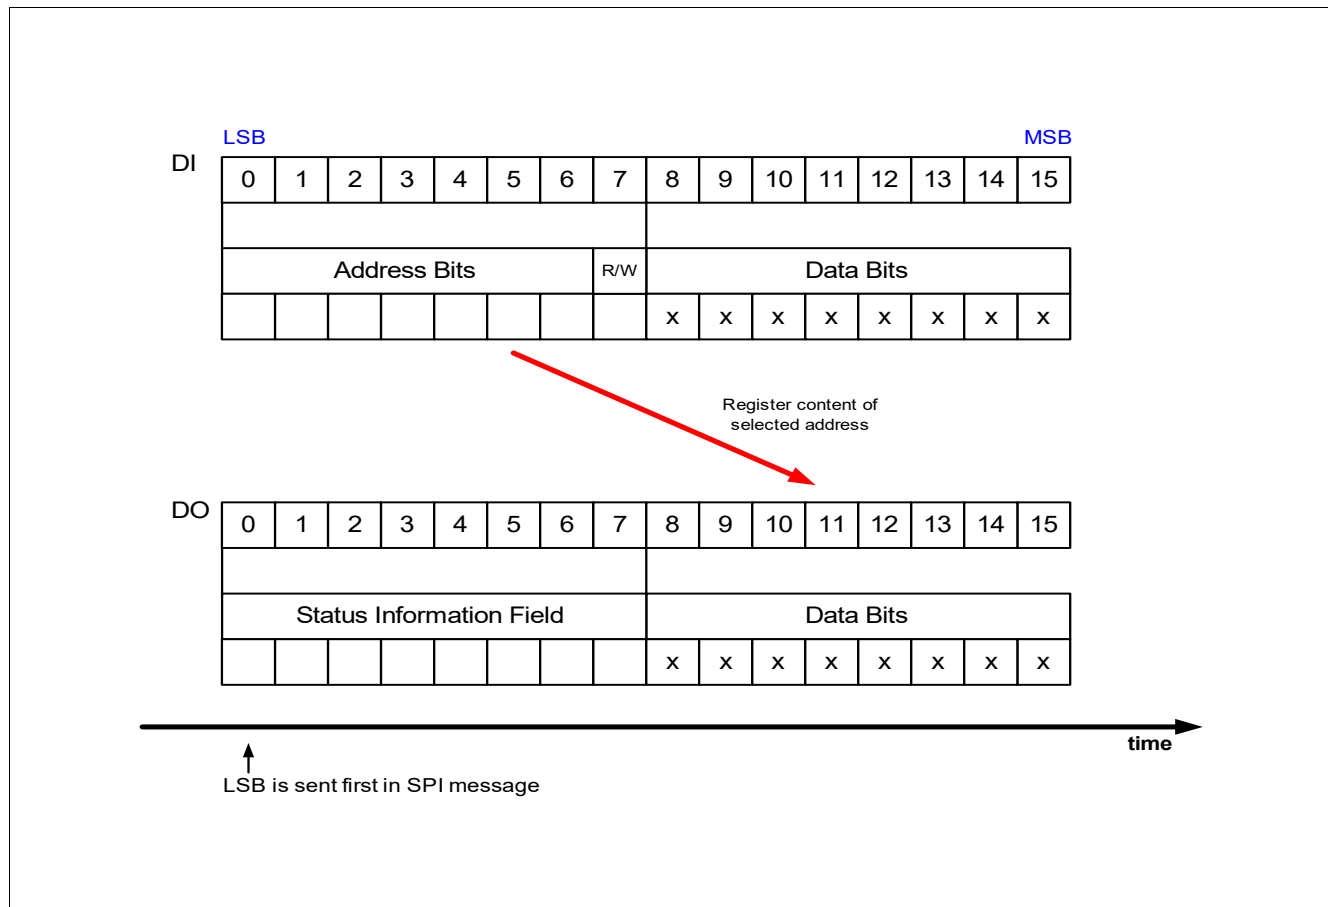 LSB MSB
DI
0 1 2 3 4 5 6 7 8 9 10 11 12 13 14 15
Address Bits R/W Data Bits
x x x x x x x x
Register content of
selected address
DO
0 1 2 3 4 5 6 7 8 9 10 11 12 13 14 15
Status Information Field Data Bits
x x x x x x x x
time
LSB is sent first in SPI message